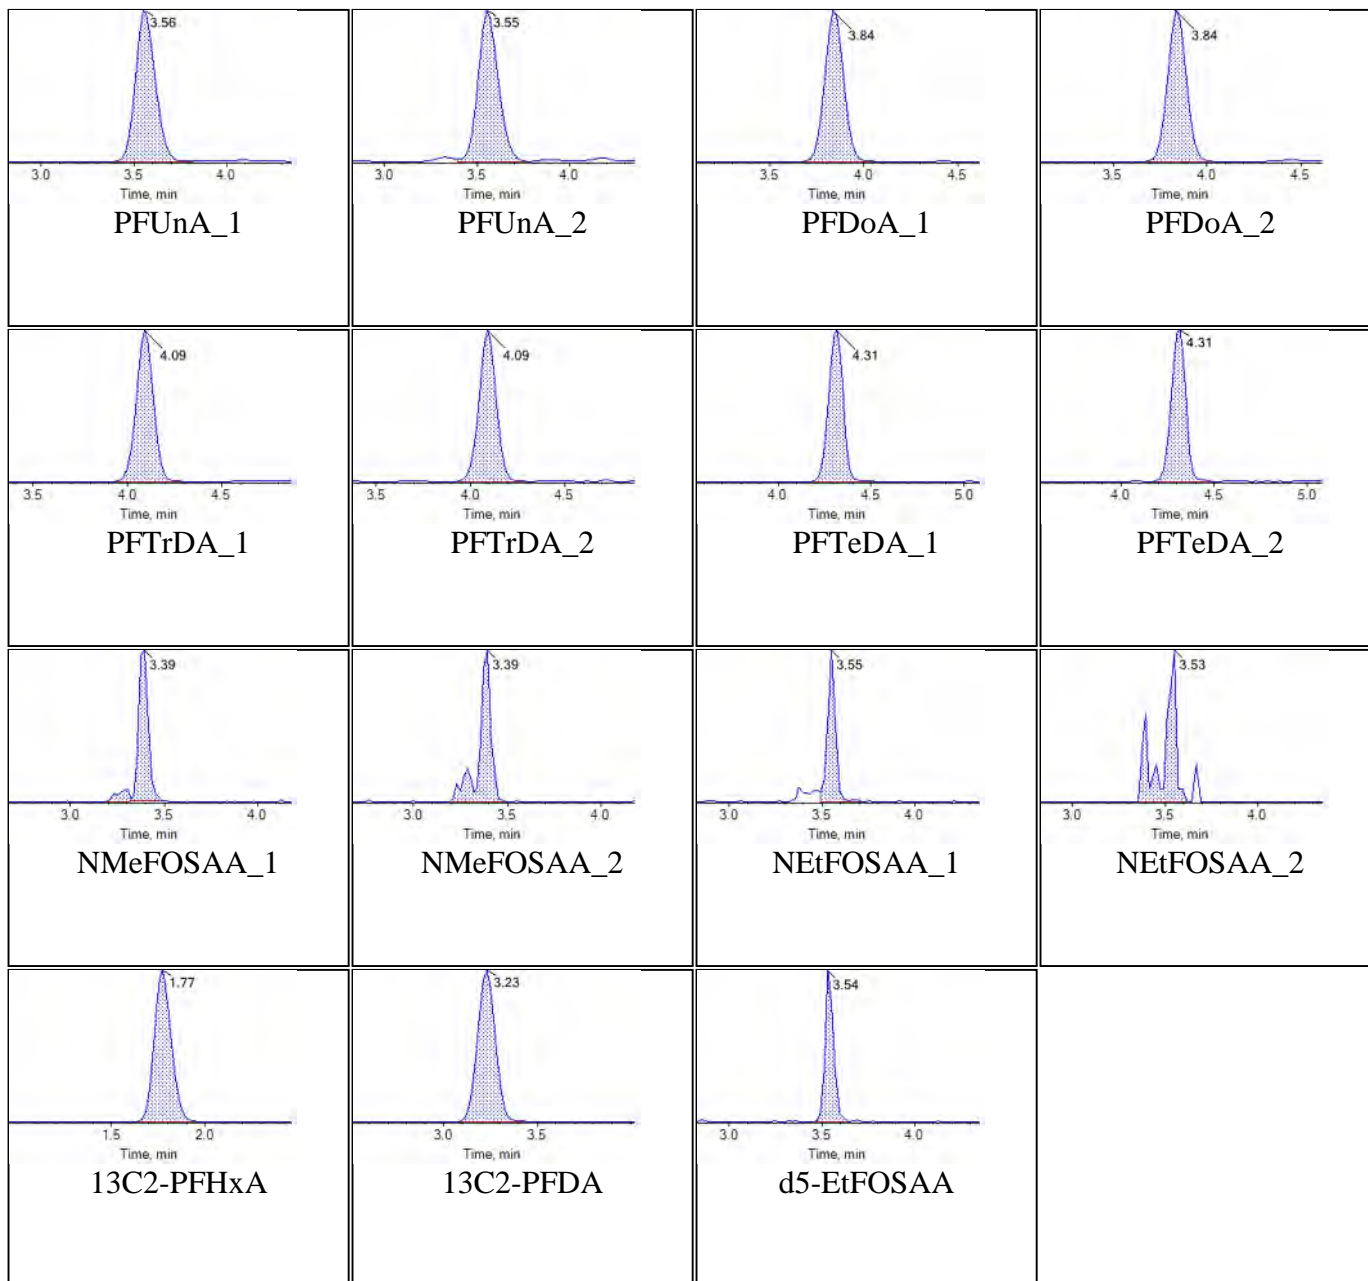 3.56
3.0 3.5 4.0
Time, min
PFUnA_1
3.55
3.0 3.5 4.0
Time, min
PFUnA_2
3.84
3.5 4.0 4.5
Time, min
PFDoA_1
3.84
3.5 4.0 4.5
Time, min
PFDoA_2
4.09
3.5 4.0 4.5
Time, min
PFTrDA_1
4.09
3.5 4.0 4.5
Time, min
PFTrDA_2
4.31
4.0 4.5 5.0
Time, min
PFTeDA_1
4.31
4.0 4.5 5.0
Time, min
PFTeDA_2
3.39
3.0 3.5 4.0
Time, min
NMeFOSAA_1
3.39
3.0 3.5 4.0
Time, min
NMeFOSAA_2
3.55
3.0 3.5 4.0
Time, min
NEtFOSAA_1
3.53
3.0 3.5 4.0
Time, min
NEtFOSAA_2
1.77
1.5 2.0
Time, min
13C2-PFHxA
3.23
3.0 3.5
Time, min
13C2-PFDA
3.54
3.0 3.5 4.0
Time, min
d5-EtFOSAA